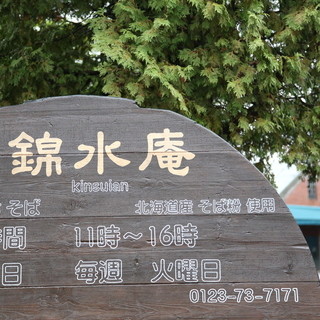 錦水庵
kinsuian
そば 北海道産 そば粉 使用
時間 11時～16時
日 毎週 火曜日
0123-73-7171